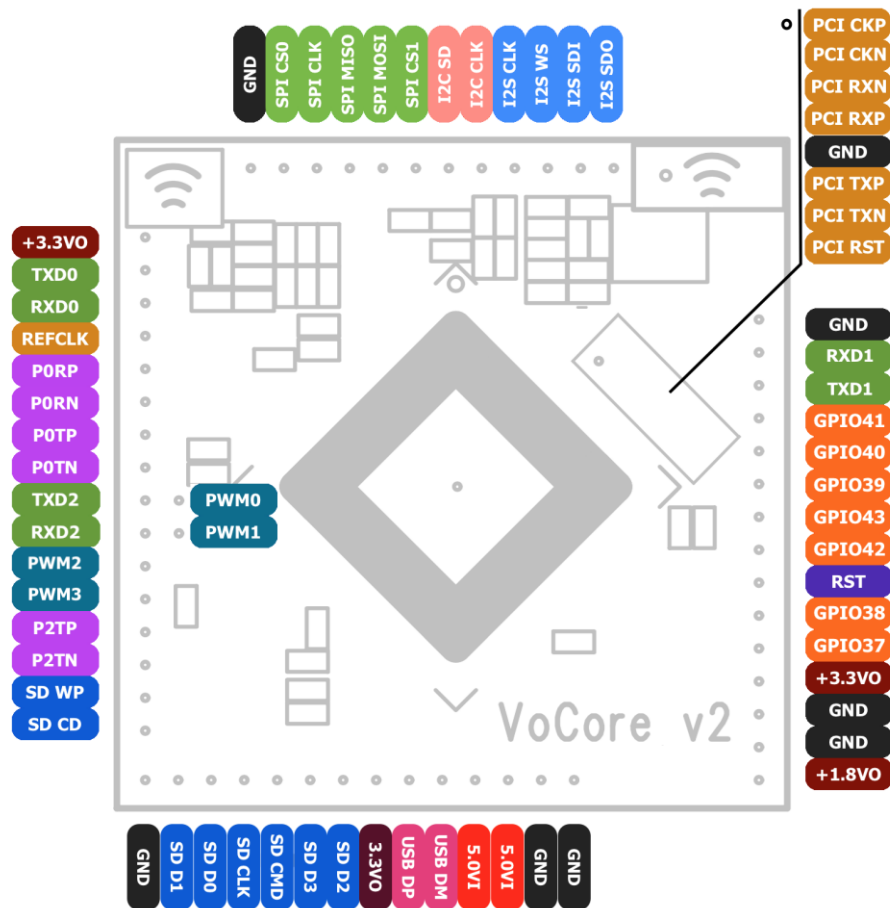 GND
SPI CS0
SPI CLK
SPI MISO
SPI MOSI
SPI CS1
I2C SD
I2C CLK
I2S CLK
I2S WS
I2S SDI
I2S SDO
PCI CKP
PCI CKN
PCI RXN
PCI RXP
GND
PCI TXP
PCI TXN
PCI RST
+3.3VO
TXD0
RXD0
REFCLK
P0RP
P0RN
P0TP
P0TN
TXD2
RXD2
PWM2
PWM3
P2TP
P2TN
SD WP
SD CD
PWM0
PWM1
GND
RXD1
TXD1
GPIO41
GPIO40
GPIO39
GPIO43
GPIO42
RST
GPIO38
GPIO37
+3.3VO
GND
GND
+1.8VO
VoCore v2
GND
SD D1
SD D0
SD CLK
SD CMD
SD D3
SD D2
3.3VO
USB DP
USB DM
5.0VI
5.0VI
GND
GND